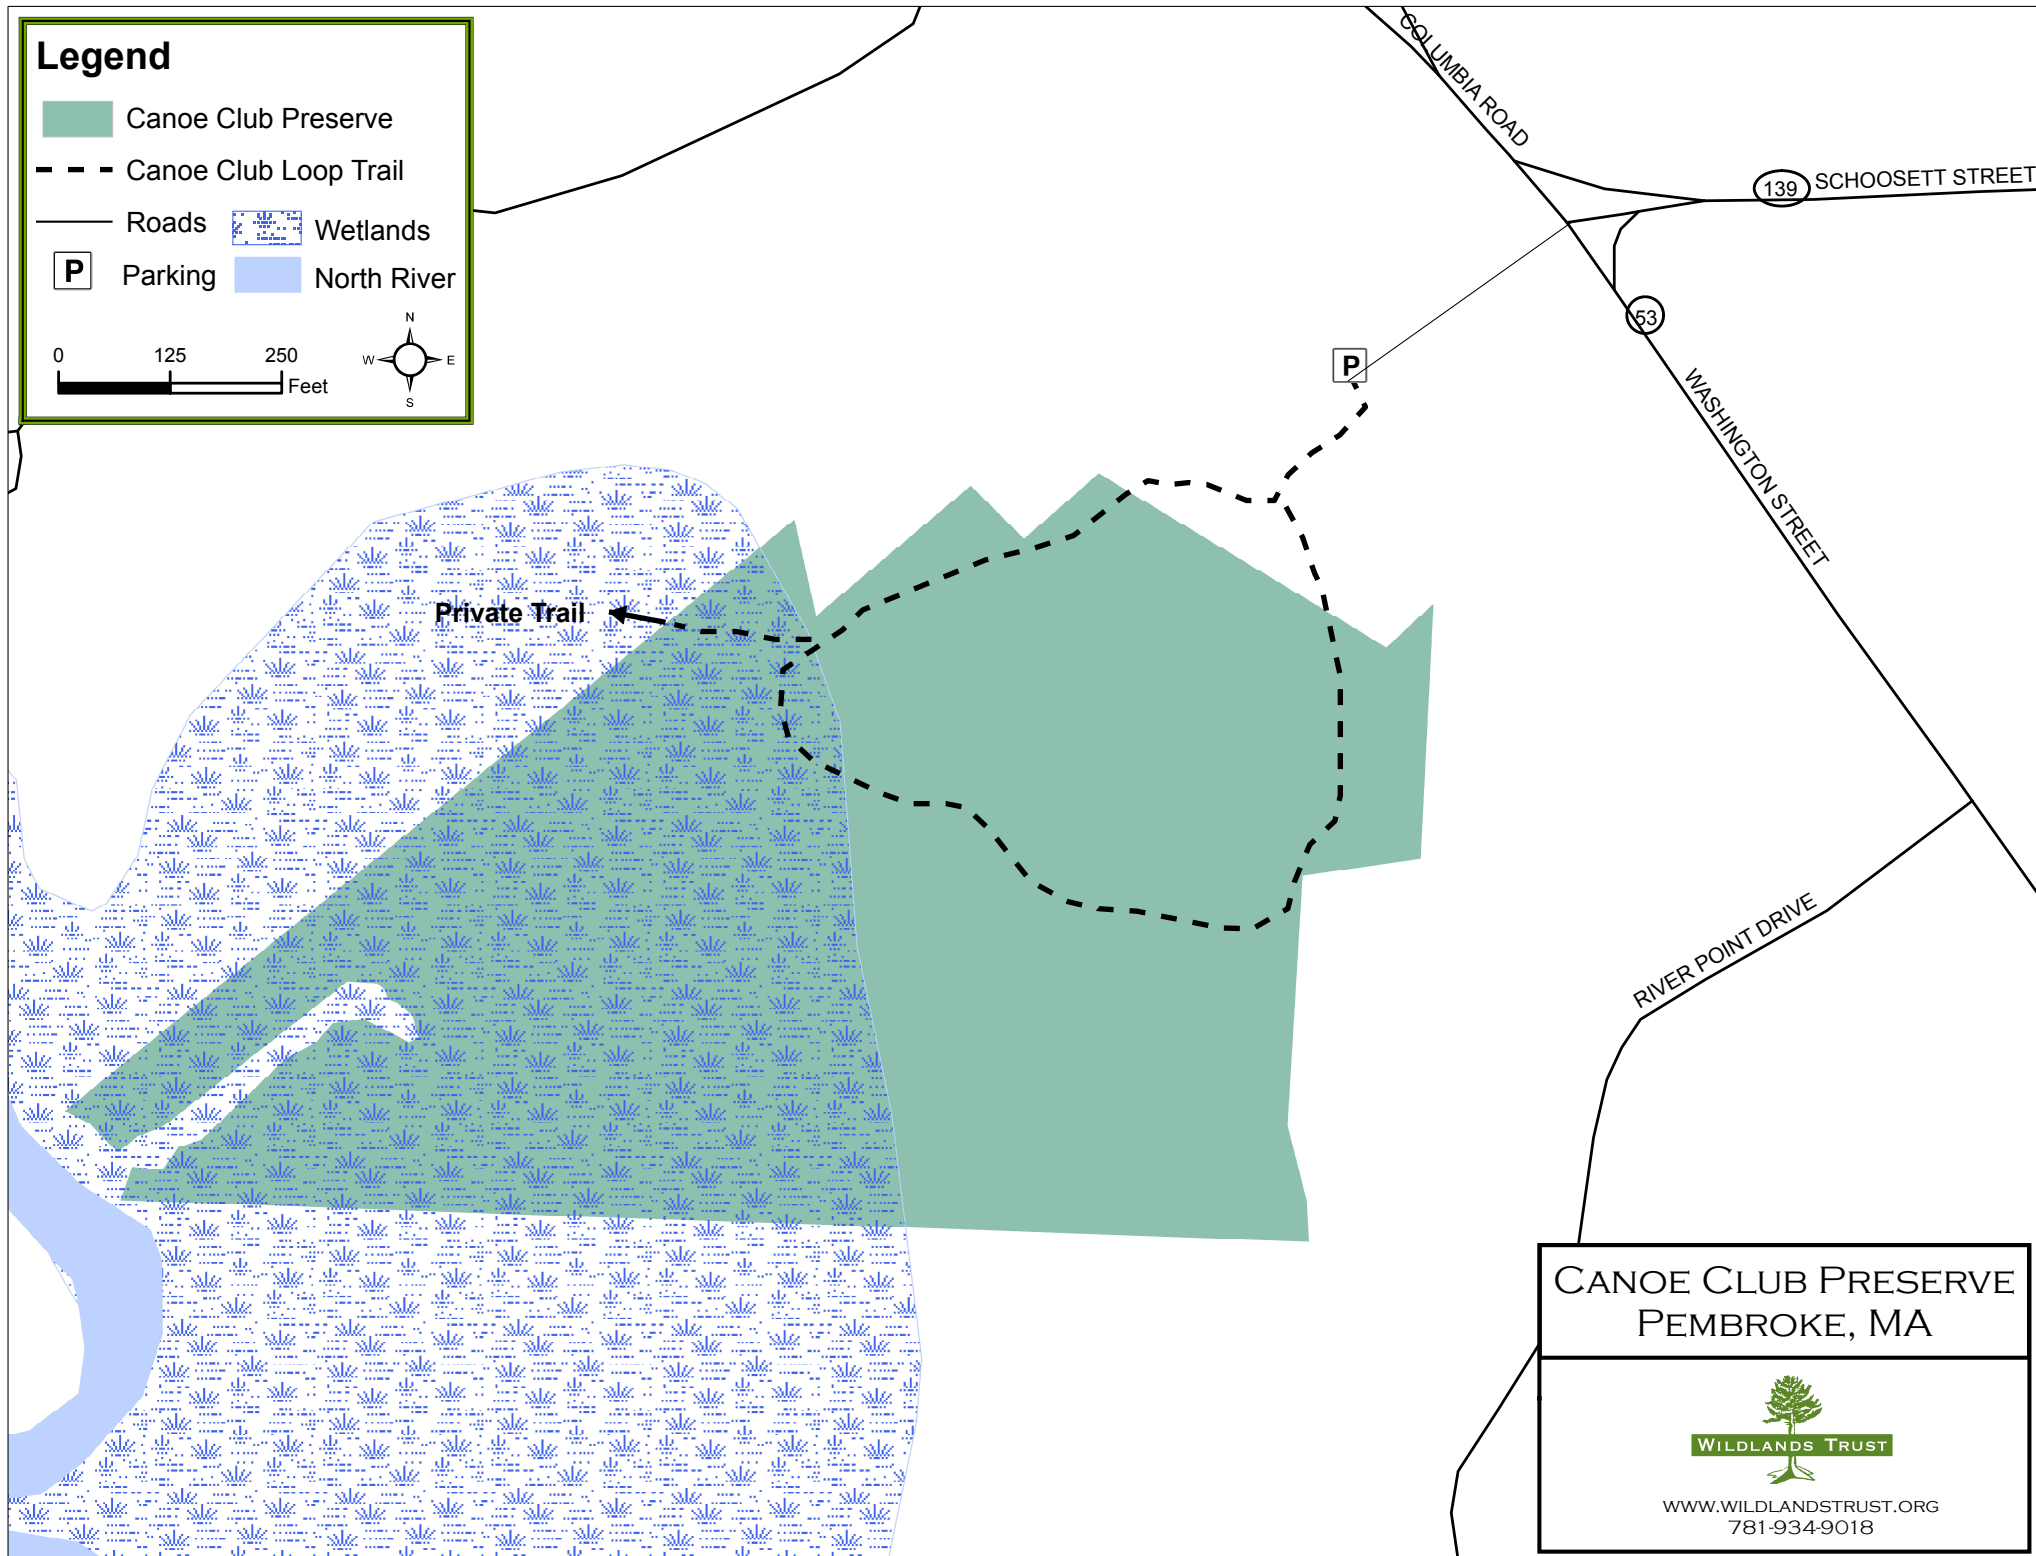 Legend
Canoe Club Preserve
Canoe Club Loop Trail
Roads
Wetlands
P
Parking
North River
0 125 250
Feet
N
W E
S
COLUMBIA ROAD
139
SCHOOSETT STREET
53
P
WASHINGTON STREET
Private Trail
RIVER POINT DRIVE
CANOE CLUB PRESERVE
PEMBROKE, MA
WILDLANDS TRUST
WWW.WILDLANDSTRUST.ORG
781-934-9018